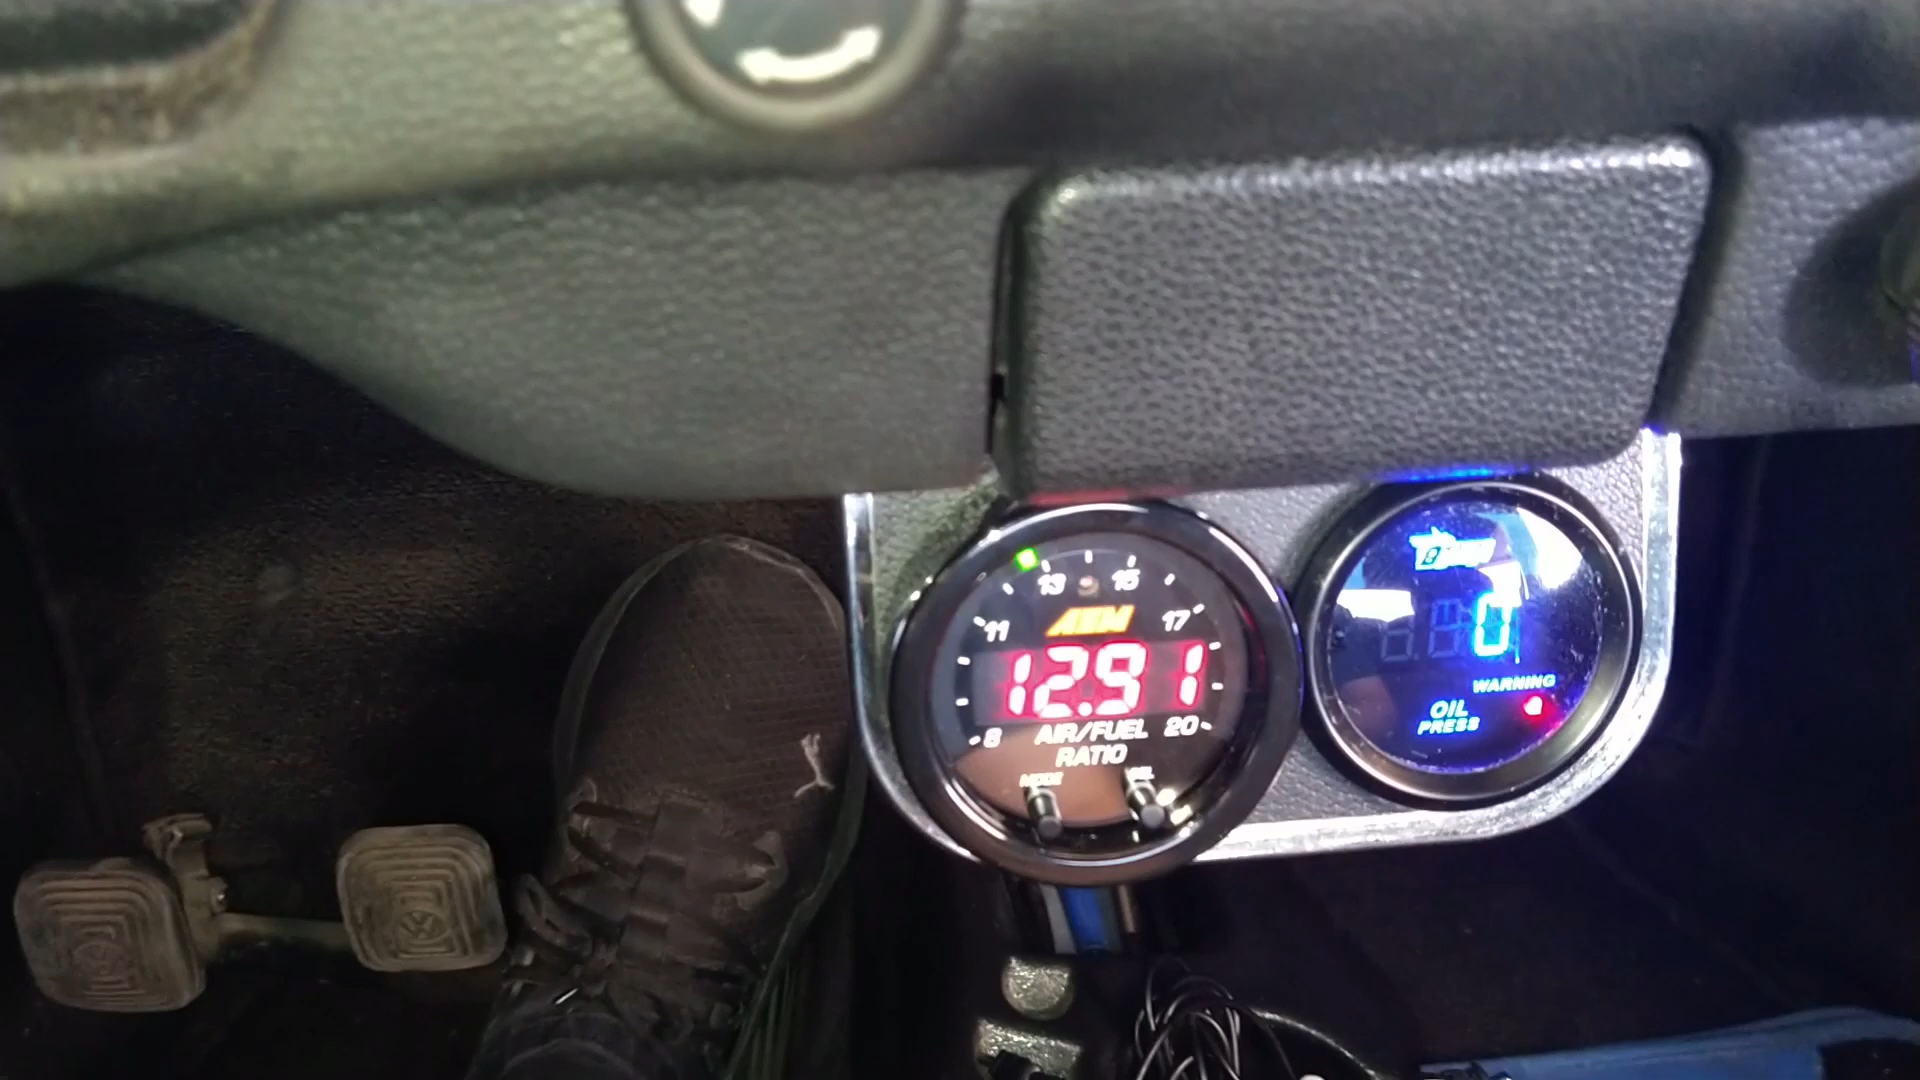 13 15
11 17
AEM
12.91
8 20
AIR/FUEL
RATIO
MODE
0
WARNING
OIL
PRESS